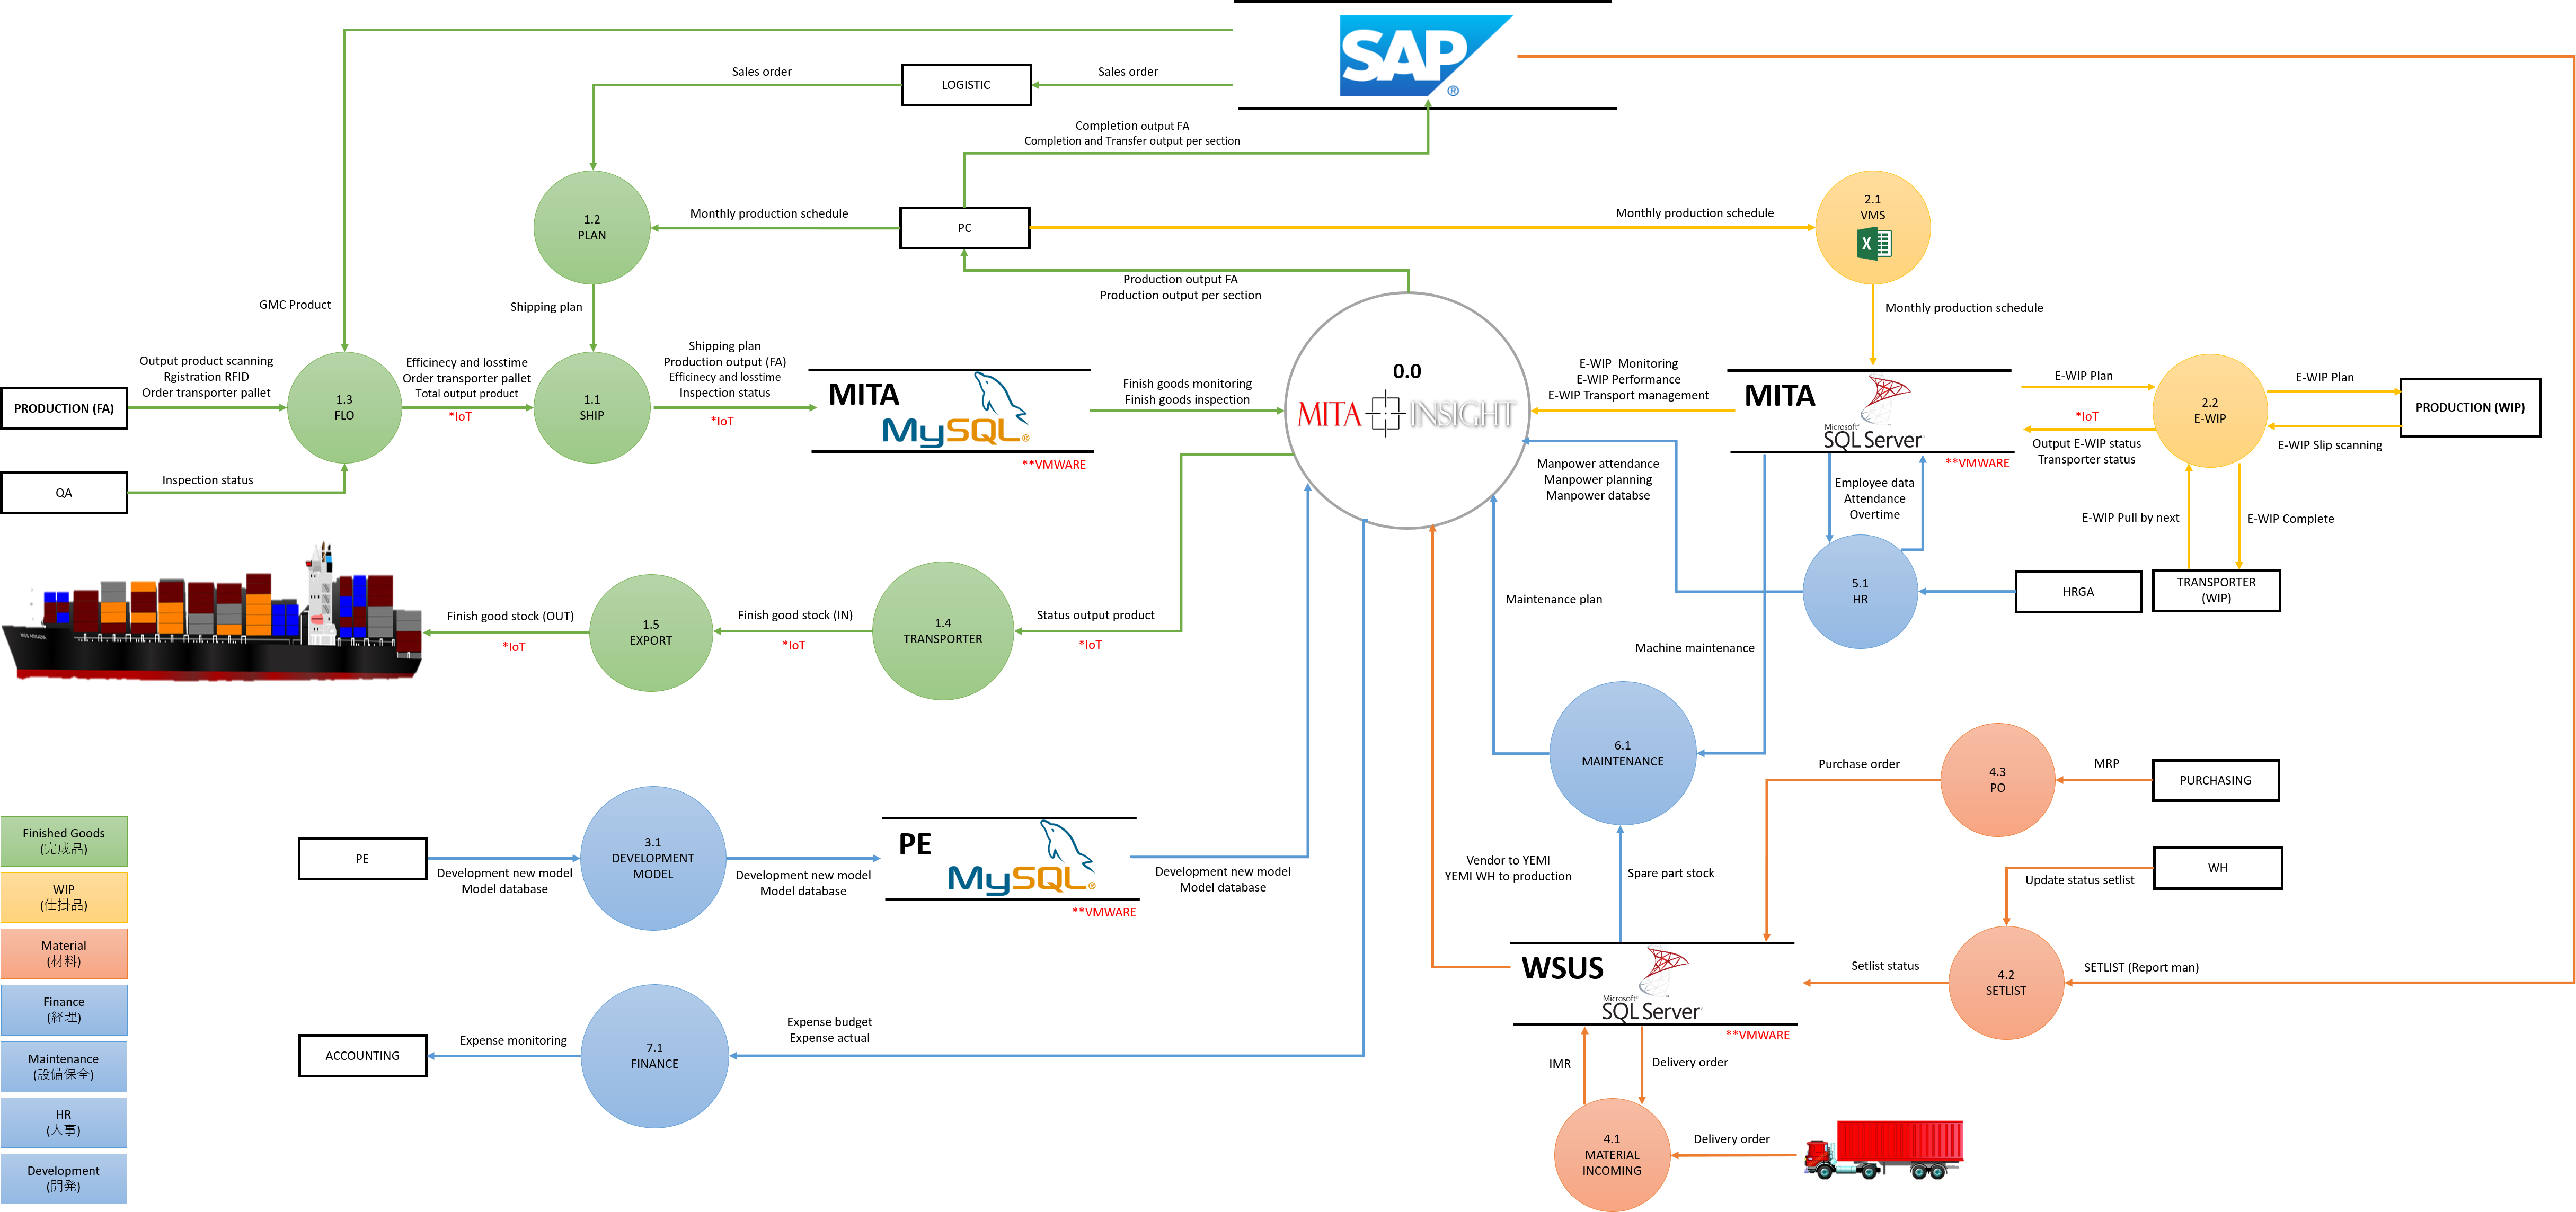 SAP
®
Sales order
LOGISTIC
Sales order
Completion output FA
Completion and Transfer output per section
1.2
PLAN
Monthly production schedule
PC
Monthly production schedule
2.1
VMS
X
Production output FA
Production output per section
GMC Product
Shipping plan
Monthly production schedule
PRODUCTION (FA)
Output product scanning
Rgistration RFID
Order transporter pallet
1.3
FLO
Efficinecy and losstime
Order transporter pallet
Total output product
*IoT
1.1
SHIP
Shipping plan
Production output (FA)
Efficinecy and losstime
Inspection status
*IoT
MITA
MySQL®
**VMWARE
Finish goods monitoring
Finish goods inspection
0.0
MITA INSIGHT
E-WIP Monitoring
E-WIP Performance
E-WIP Transport management
MITA
Microsoft®
SQL Server®
**VMWARE
E-WIP Plan
*IoT
Output E-WIP status
Transporter status
2.2
E-WIP
E-WIP Plan
E-WIP Slip scanning
PRODUCTION (WIP)
QA
Inspection status
Manpower attendance
Manpower planning
Manpower databse
Employee data
Attendance
Overtime
E-WIP Pull by next
E-WIP Complete
5.1
HR
HRGA
TRANSPORTER
(WIP)
Finish good stock (OUT)
*IoT
1.5
EXPORT
Finish good stock (IN)
*IoT
1.4
TRANSPORTER
Status output product
*IoT
Maintenance plan
Machine maintenance
6.1
MAINTENANCE
Purchase order
4.3
PO
MRP
PURCHASING
PE
Development new model
Model database
3.1
DEVELOPMENT
MODEL
Development new model
Model database
PE
MySQL®
**VMWARE
Development new model
Model database
Vendor to YEMI
YEMI WH to production
Spare part stock
WH
Update status setlist
WSUS
Microsoft®
SQL Server®
**VMWARE
Setlist status
4.2
SETLIST
SETLIST (Report man)
ACCOUNTING
Expense monitoring
7.1
FINANCE
Expense budget
Expense actual
IMR
Delivery order
4.1
MATERIAL
INCOMING
Delivery order
Finished Goods
(完成品)
WIP
(仕掛品)
Material
(材料)
Finance
(経理)
Maintenance
(設備保全)
HR
(人事)
Development
(開発)